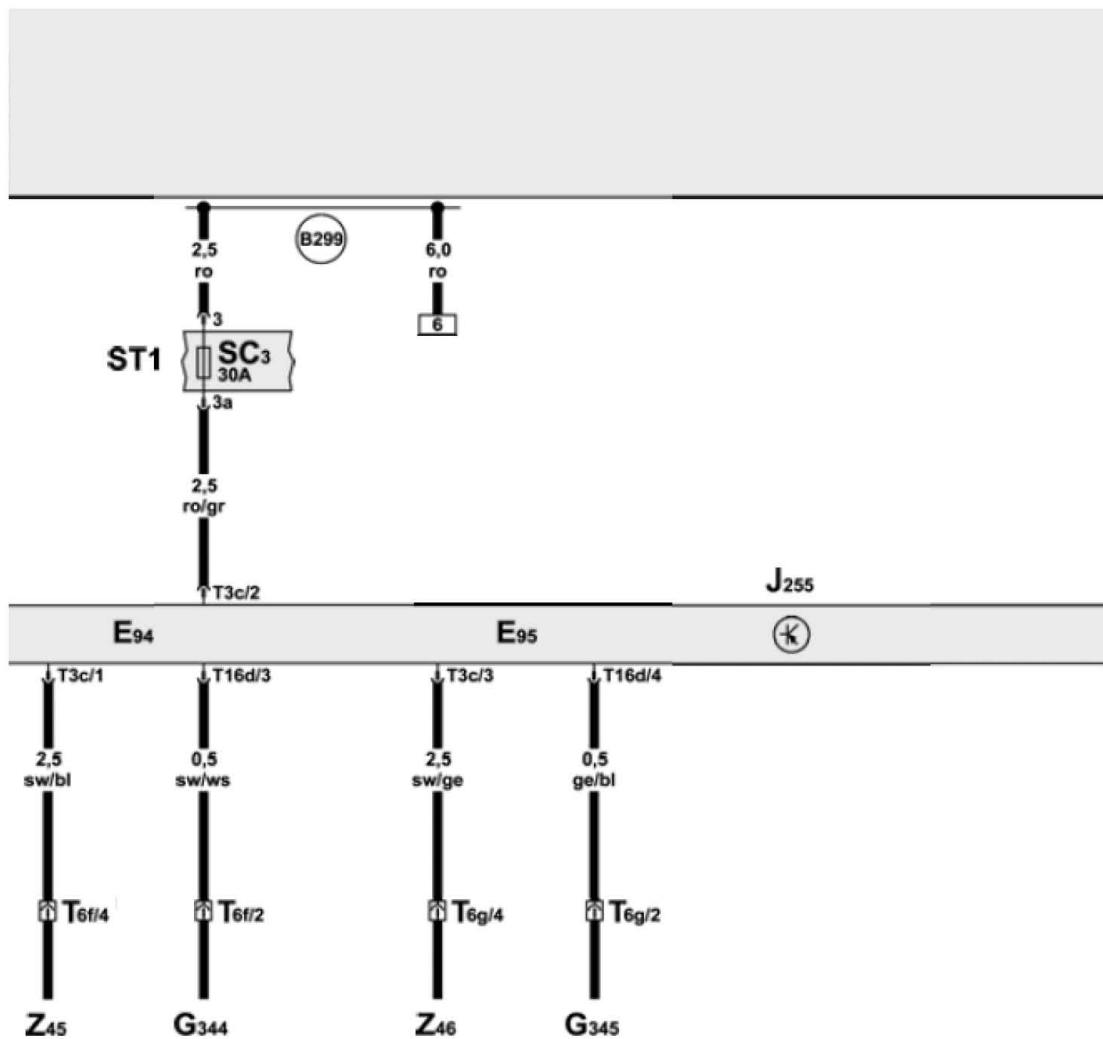 B299
2,5
ro
6,0
ro
3
6
ST1
SC3
30A
3a
2,5
ro/gr
T3c/2
J255
E94
E95
T3c/1
T16d/3
T3c/3
T16d/4
2,5
sw/bl
0,5
sw/ws
2,5
sw/ge
0,5
ge/bl
T6f/4
T6f/2
T6g/4
T6g/2
Z45
G344
Z46
G345